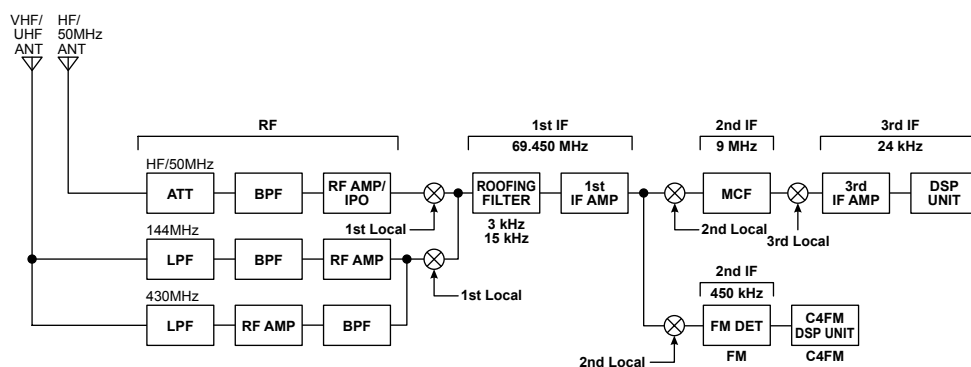 VHF/
UHF
ANT
HF/
50MHz
ANT
RF
1st IF
69.450 MHz
2nd IF
9 MHz
3rd IF
24 kHz
HF/50MHz
ATT
BPF
RF AMP/
IPO
1st Local
ROOFING
FILTER
3 kHz
15 kHz
1st
IF AMP
MCF
2nd Local
3rd Local
3rd
IF AMP
DSP
UNIT
144MHz
LPF
BPF
RF AMP
1st Local
430MHz
LPF
RF AMP
BPF
2nd IF
450 kHz
FM DET
FM
C4FM
DSP UNIT
C4FM
2nd Local